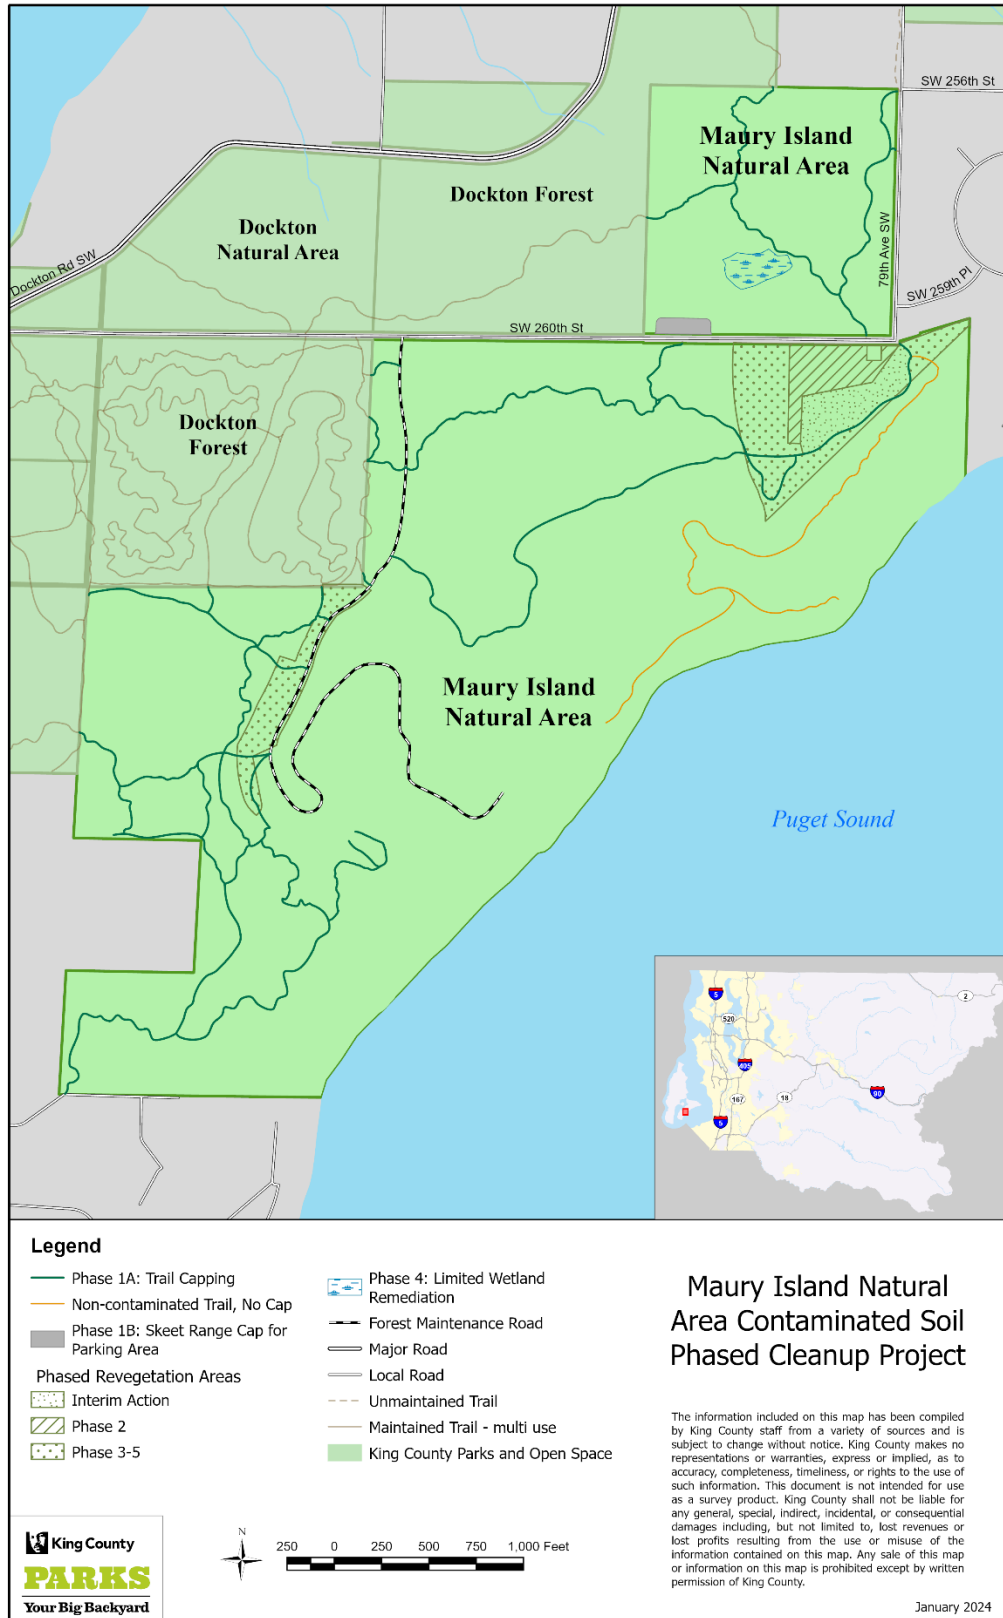 SW 256th St
Maury Island
Natural Area
Dockton Forest
Dockton
Natural Area
79th Ave SW
Dockton Rd SW
SW 259th Pl
SW 260th St
Dockton
Forest
Maury Island
Natural Area
Puget Sound
5
2
520
405
90
167
18
5
Legend
Phase 1A: Trail Capping
Non-contaminated Trail, No Cap
Phase 1B: Skeet Range Cap for
Parking Area
Phased Revegetation Areas
Interim Action
Phase 2
Phase 3-5
Phase 4: Limited Wetland
Remediation
Forest Maintenance Road
Major Road
Local Road
Unmaintained Trail
Maintained Trail - multi use
King County Parks and Open Space
Maury Island Natural
Area Contaminated Soil
Phased Cleanup Project
The information included on this map has been compiled
by King County staff from a variety of sources and is
subject to change without notice. King County makes no
representations or warranties, express or implied, as to
accuracy, completeness, timeliness, or rights to the use of
such information. This document is not intended for use
as a survey product. King County shall not be liable for
any general, special, indirect, incidental, or consequential
damages including, but not limited to, lost revenues or
lost profits resulting from the use or misuse of the
information contained on this map. Any sale of this map
or information on this map is prohibited except by written
permission of King County.
King County
PARKS
Your Big Backyard
N
250 0 250 500 750 1,000 Feet
January 2024